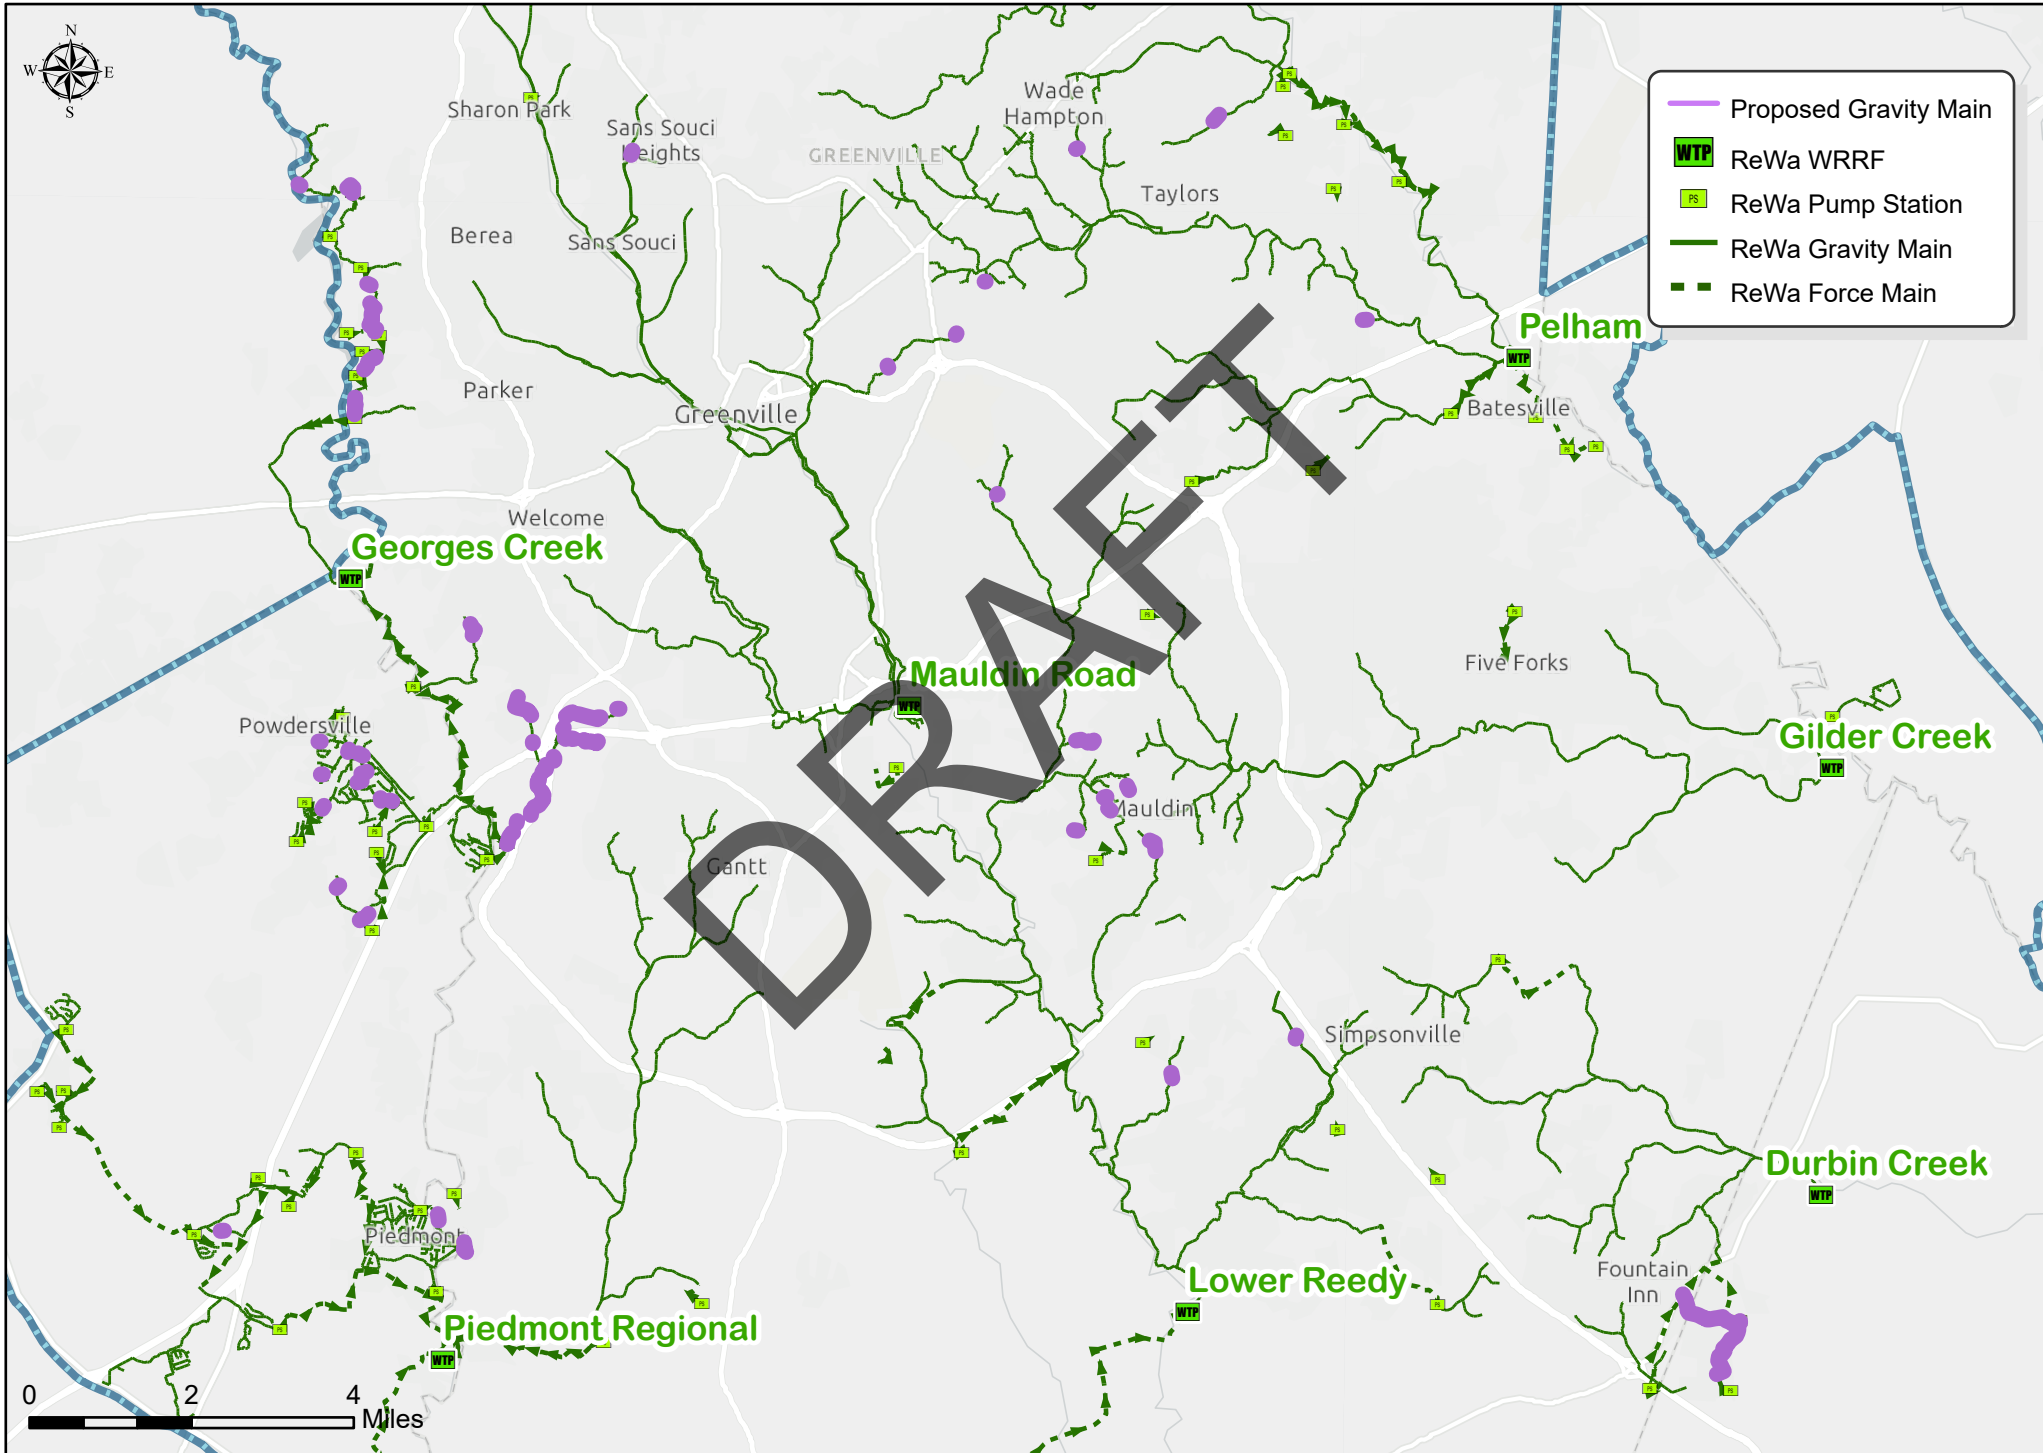 N
W E
S
Proposed Gravity Main
WTP ReWa WRRF
PS ReWa Pump Station
ReWa Gravity Main
ReWa Force Main
Sharon Park
Sans Souci
Heights
Wade
Hampton
GREENVILLE
Taylors
Berea
Sans Souci
Pelham
WTP
Parker
Greenville
Batesville
Welcome
Georges Creek
WTP
DRAFT
Five Forks
Mauldin Road
WTP
Powdersville
Gilder Creek
WTP
Mauldin
Gantt
Simpsonville
Durbin Creek
WTP
Piedmont
Fountain
Inn
Lower Reedy
WTP
Piedmont Regional
WTP
0 2 4
Miles